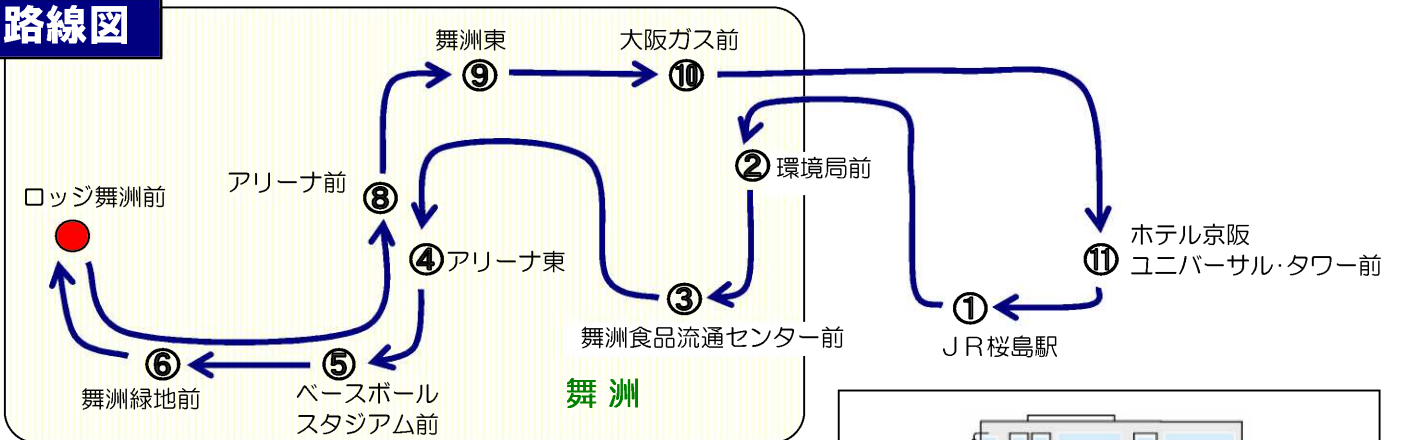 路線図
舞洲東
⑨
大阪ガス前
⑩
②
環境局前
アリーナ前
⑧
ロッジ舞洲前
④
アリーナ東
ホテル京阪
ユニバーサル・タワー前
⑪
③
舞洲食品流通センター前
①
JR桜島駅
⑥
舞洲緑地前
⑤
ベースボール
スタジアム前
舞洲